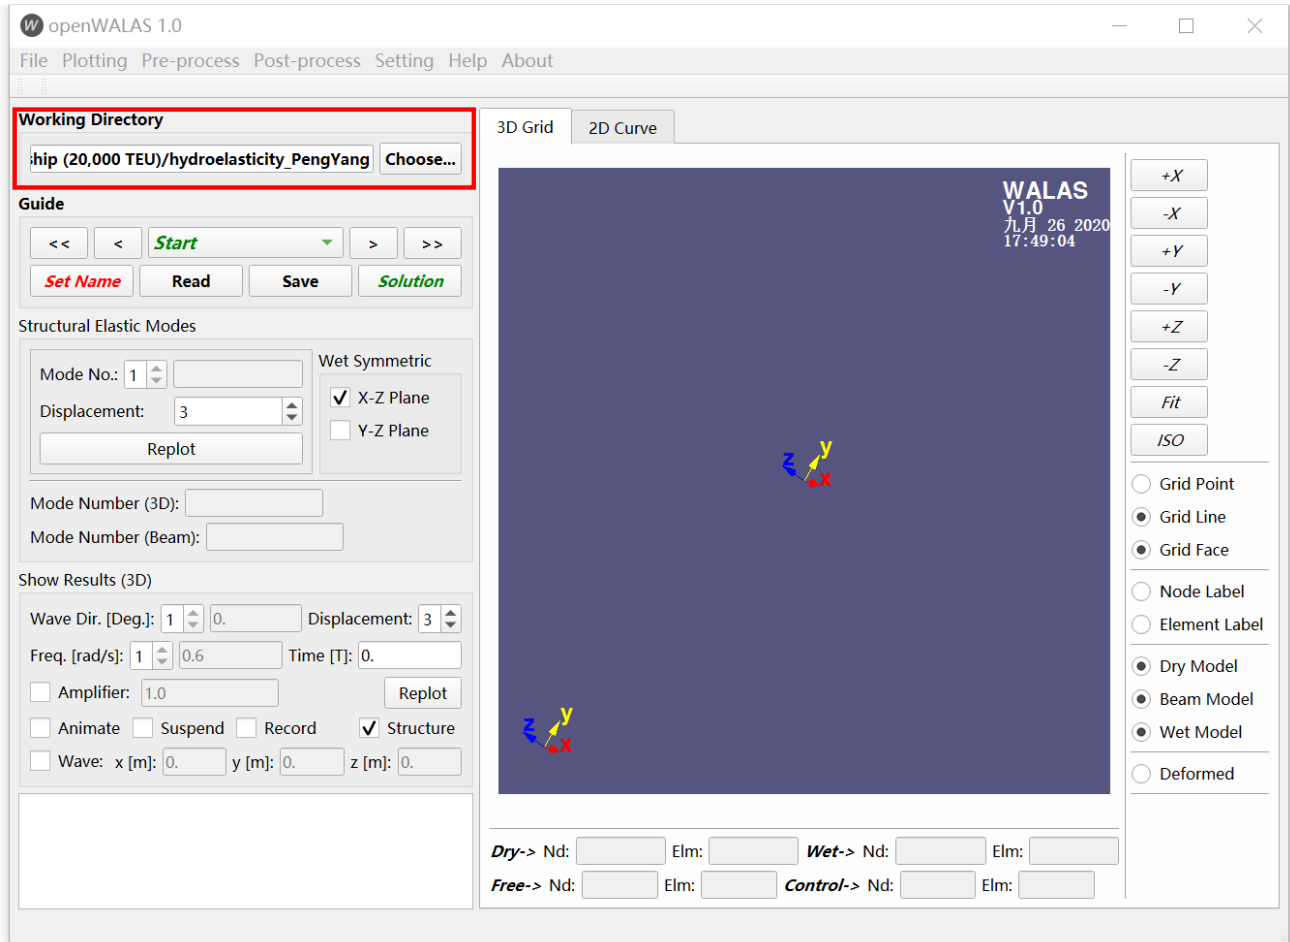 W openWALAS 1.0
File Plotting Pre-process Post-process Setting Help About
Working Directory
ship (20,000 TEU)/hydroelasticity_PengYang Choose...
Guide
<< < Start > >>
Set Name Read Save Solution
Structural Elastic Modes
Mode No.: 1
Displacement: 3
Replot
Wet Symmetric
X-Z Plane
Y-Z Plane
Mode Number (3D):
Mode Number (Beam):
Show Results (3D)
Wave Dir. [Deg.]: 1 0. Displacement: 3
Freq. [rad/s]: 1 0.6 Time [T]: 0.
Amplifier: 1.0 Replot
Animate Suspend Record Structure
Wave: x [m]: 0. y [m]: 0. z [m]: 0.
3D Grid 2D Curve
WALAS
V1.0
九月 26 2020
17:49:04
z y x
z y x
+X
-X
+Y
-Y
+Z
-Z
Fit
ISO
Grid Point
Grid Line
Grid Face
Node Label
Element Label
Dry Model
Beam Model
Wet Model
Deformed
Dry-> Nd: Elm: Wet-> Nd: Elm:
Free-> Nd: Elm: Control-> Nd: Elm: